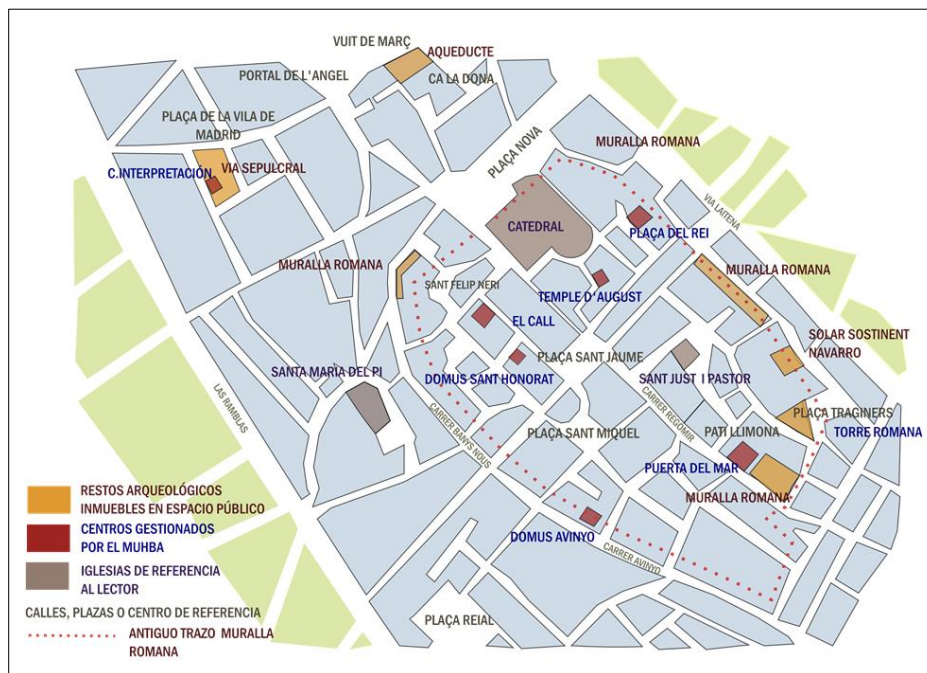 VUIT DE MARÇ
AQUEDUCTE
PORTAL DE L'ANGEL
CA LA DONA
PLAÇA DE LA VILA DE
MADRID
PLAÇA NOVA
MURALLA ROMANA
C.INTERPRETACIÓN
VIA SEPULCRAL
VIA LAITENA
CATEDRAL
PLAÇA DEL REI
MURALLA ROMANA
MURALLA ROMANA
SANT FELIP NERI
TEMPLE D'AUGUST
EL CALL
SOLAR SOSTINENT
NAVARRO
PLAÇA SANT JAUME
SANTA MARÍA DEL PI
DOMUS SANT HONORAT
SANT JUST I PASTOR
LAS RAMBLAS
CARRER BANYS NOUS
CARRER REGOMIR
PLAÇA TRAGINERS
PLAÇA SANT MIQUEL
PATI LLIMONA
TORRE ROMANA
PUERTA DEL MAR
MURALLA ROMANA
DOMUS AVINYO
CARRER AVINYO
PLAÇA REIAL
RESTOS ARQUEOLÓGICOS
INMUEBLES EN ESPACIO PÚBLICO
CENTROS GESTIONADOS
POR EL MUHBA
IGLESIAS DE REFERENCIA
AL LECTOR
CALLES, PLAZAS O CENTRO DE REFERENCIA
ANTIGUO TRAZO MURALLA
ROMANA